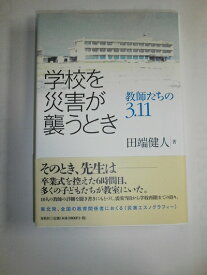 学校を
災害が
襲うとき
教師たちの
3.11
田端健人 著
そのとき、先生は
卒業式を控えた6時間目、
多くの子どもたちが教室にいた。